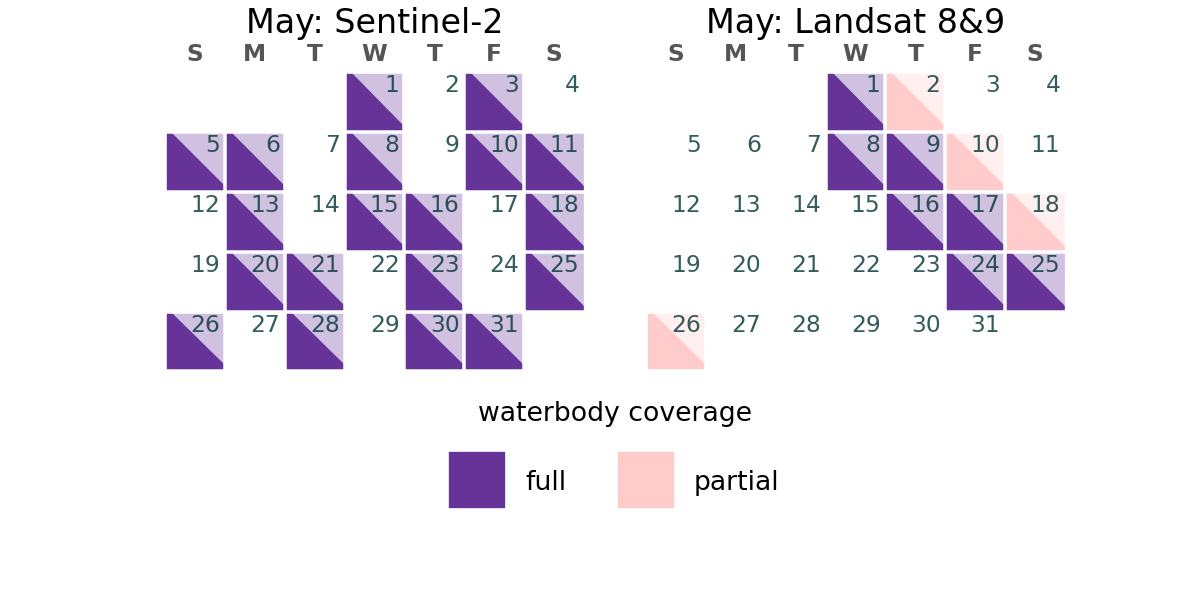 May: Sentinel-2
S M T W T F S
1 2 3 4
5 6 7 8 9 10 11
12 13 14 15 16 17 18
19 20 21 22 23 24 25
26 27 28 29 30 31
May: Landsat 8&9
S M T W T F S
1 2 3 4
5 6 7 8 9 10 11
12 13 14 15 16 17 18
19 20 21 22 23 24 25
26 27 28 29 30 31
waterbody coverage
full partial